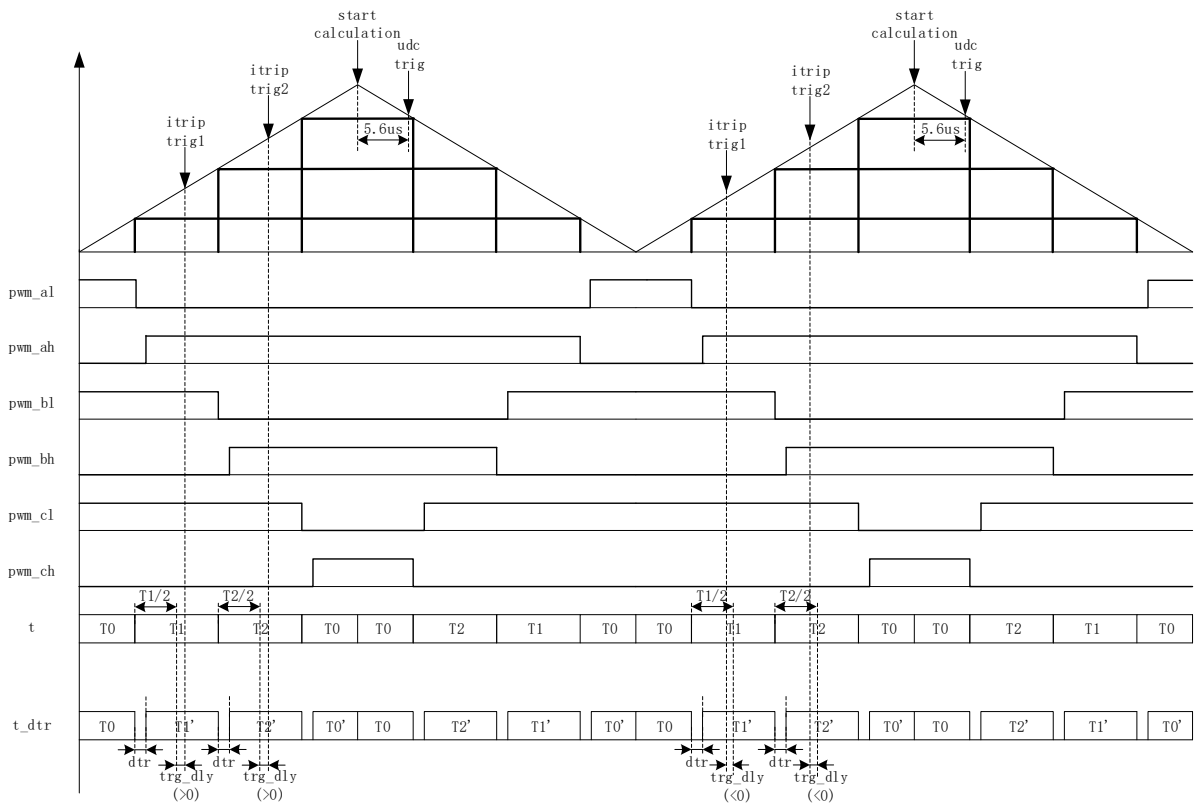 start
calculation
udc
trig
itrip
trig2
5.6us
itrip
trig1
start
calculation
udc
trig
itrip
trig2
5.6us
itrip
trig1
pwm_al
pwm_ah
pwm_bl
pwm_bh
pwm_cl
pwm_ch
T1/2 T2/2 T1/2 T2/2
t T0 T1 T2 T0 T0 T2 T1 T0 T0 T1 T2 T0 T0 T2 T1 T0
t_dtr T0 T1' T2' T0' T0 T2' T1' T0' T0 T1' T2' T0' T0 T2' T1' T0'
dtr dtr dtr dtr
trg_dly trg_dly trg_dly trg_dly
(>0) (>0) (<0) (<0)